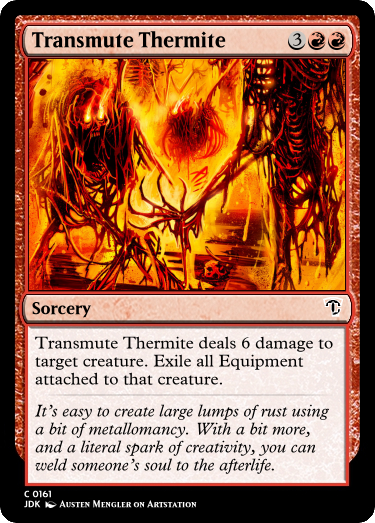 Transmute Thermite 3
Sorcery
Transmute Thermite deals 6 damage to
target creature. Exile all Equipment
attached to that creature.
It's easy to create large lumps of rust using
a bit of metallomancy. With a bit more,
and a literal spark of creativity, you can
weld someone's soul to the afterlife.
C 0161
JDK Austen Mengler on Artstation